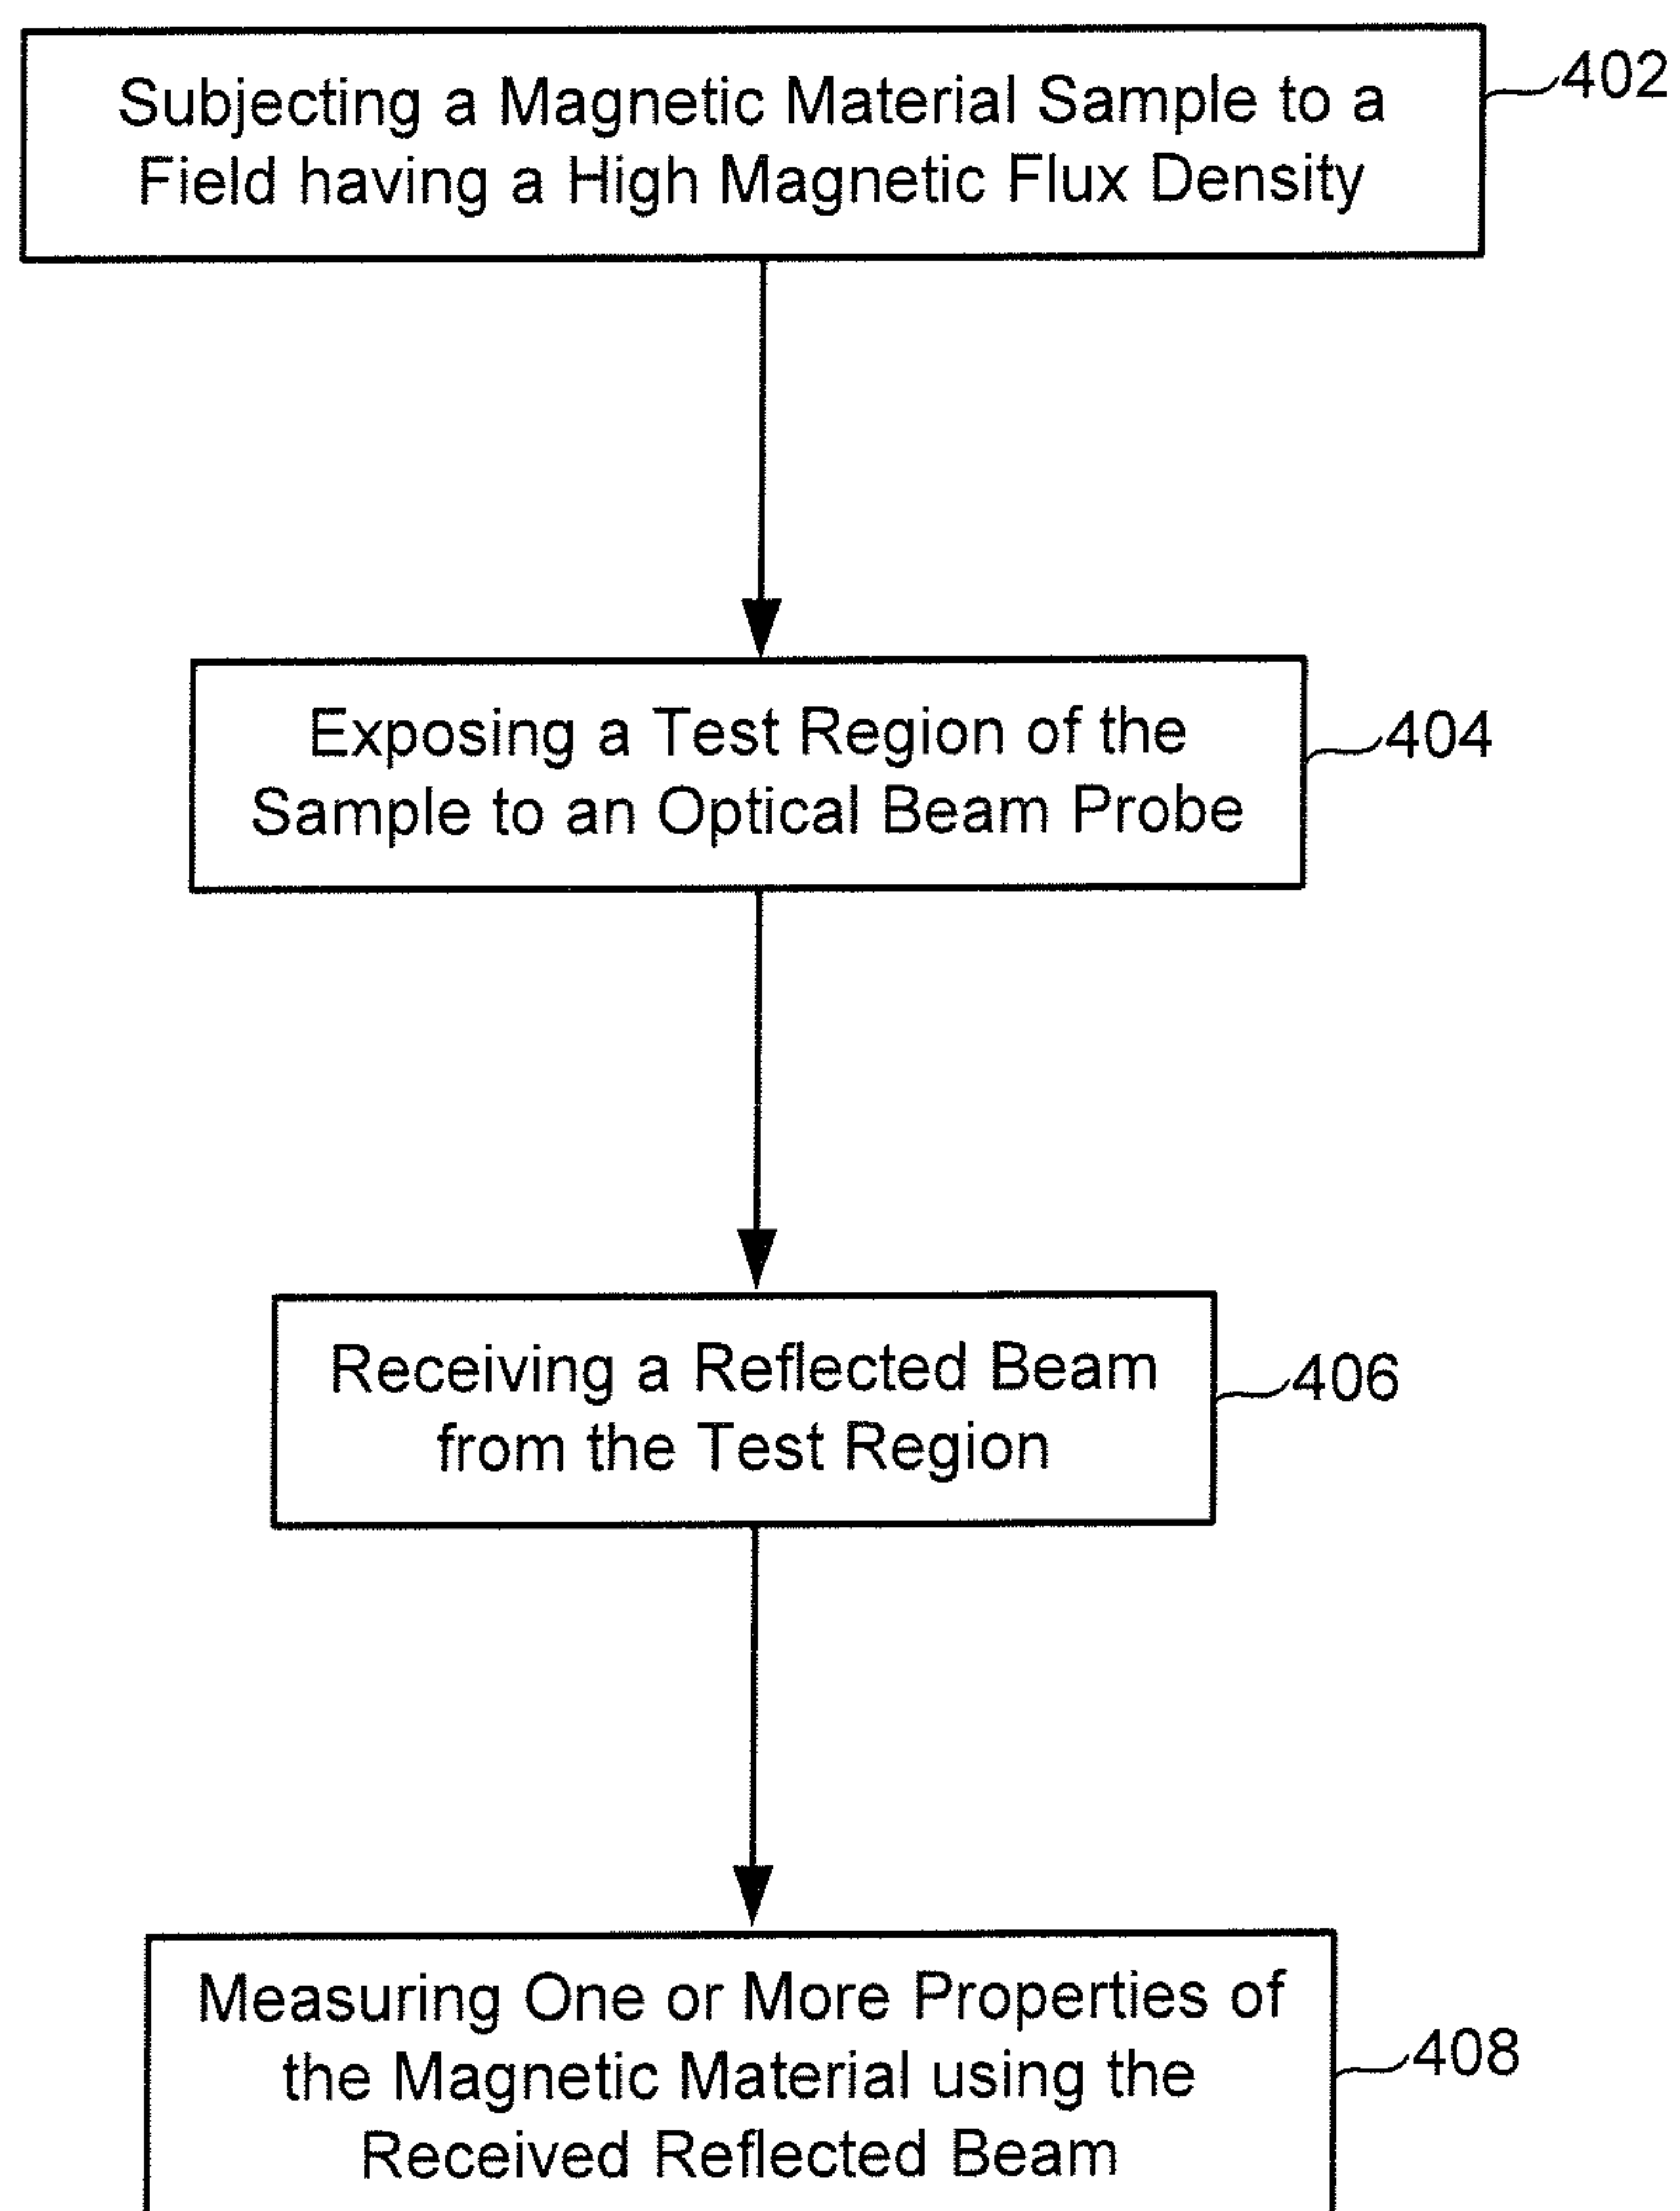 Subjecting a Magnetic Material Sample to a
Field having a High Magnetic Flux Density
402
Exposing a Test Region of the
Sample to an Optical Beam Probe
404
Receiving a Reflected Beam
from the Test Region
406
Measuring One or More Properties of
the Magnetic Material using the
Received Reflected Beam
408